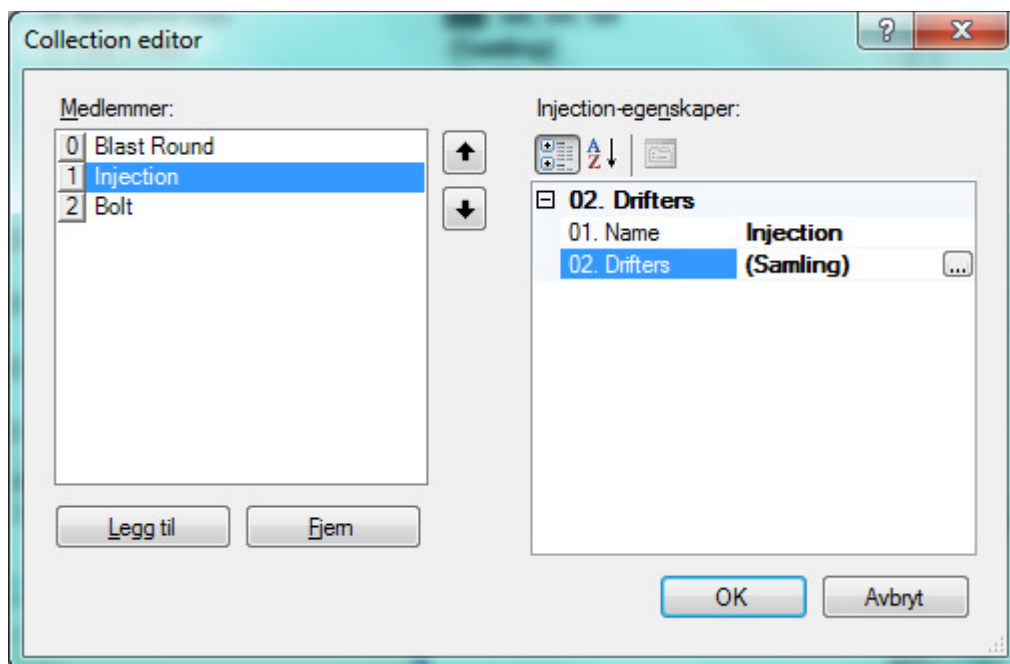 (Samling)
Collection editor
Medlemmer:
0 Blast Round
1 Injection
2 Bolt
Legg til
Fjern
Injection-egenskaper:
02. Drifters
01. Name Injection
02. Drifters (Samling) ...
OK
Avbryt